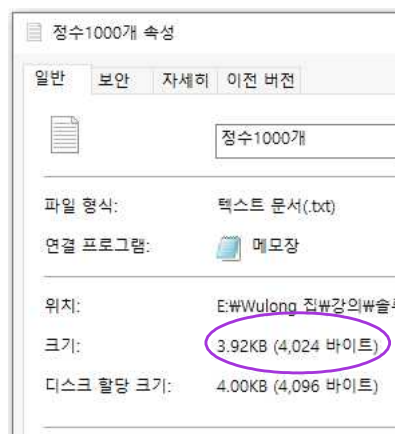 정수1000개 속성
일반 보안 자세히 이전 버전
정수1000개
파일 형식: 텍스트 문서(.txt)
연결 프로그램: 메모장
위치: E:₩Wulong 집₩강의₩솔루
크기: 3.92KB (4,024 바이트)
디스크 할당 크기: 4.00KB (4,096 바이트)